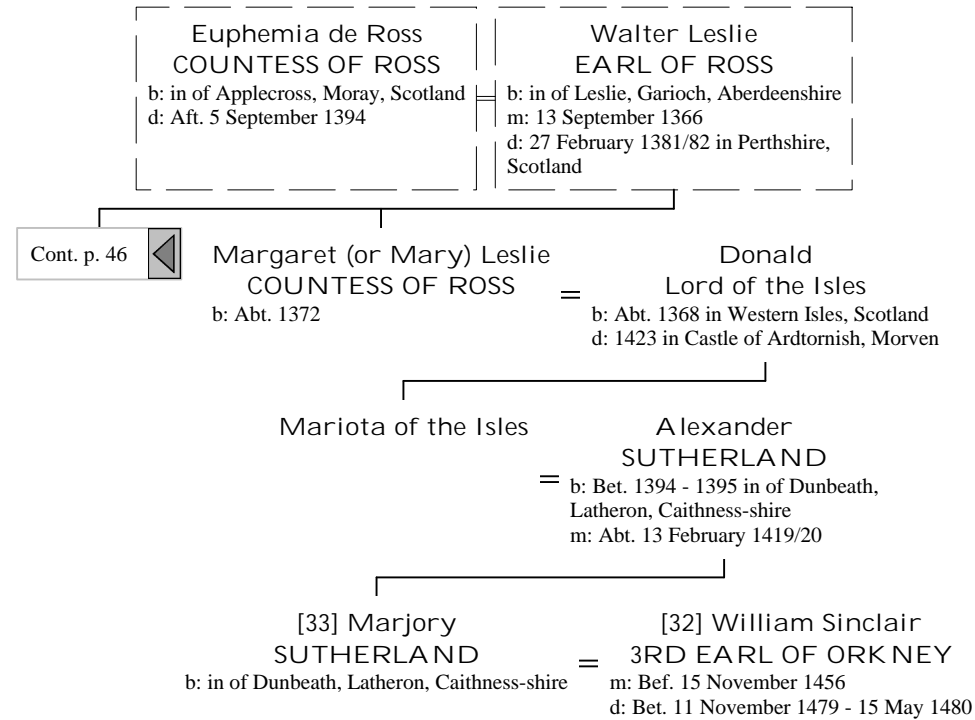 Euphemia de Ross
COUNTESS OF ROSS
b: in of Applecross, Moray, Scotland
d: Aft. 5 September 1394
=
Walter Leslie
EARL OF ROSS
b: in of Leslie, Garioch, Aberdeenshire
m: 13 September 1366
d: 27 February 1381/82 in Perthshire,
Scotland
Cont. p. 46
Margaret (or Mary) Leslie
COUNTESS OF ROSS
b: Abt. 1372
=
Donald
Lord of the Isles
b: Abt. 1368 in Western Isles, Scotland
d: 1423 in Castle of Ardtornish, Morven
Mariota of the Isles
=
Alexander
SUTHERLAND
b: Bet. 1394 - 1395 in of Dunbeath,
Latheron, Caithness-shire
m: Abt. 13 February 1419/20
[33] Marjory
SUTHERLAND
b: in of Dunbeath, Latheron, Caithness-shire
=
[32] William Sinclair
3RD EARL OF ORKNEY
m: Bef. 15 November 1456
d: Bet. 11 November 1479 - 15 May 1480